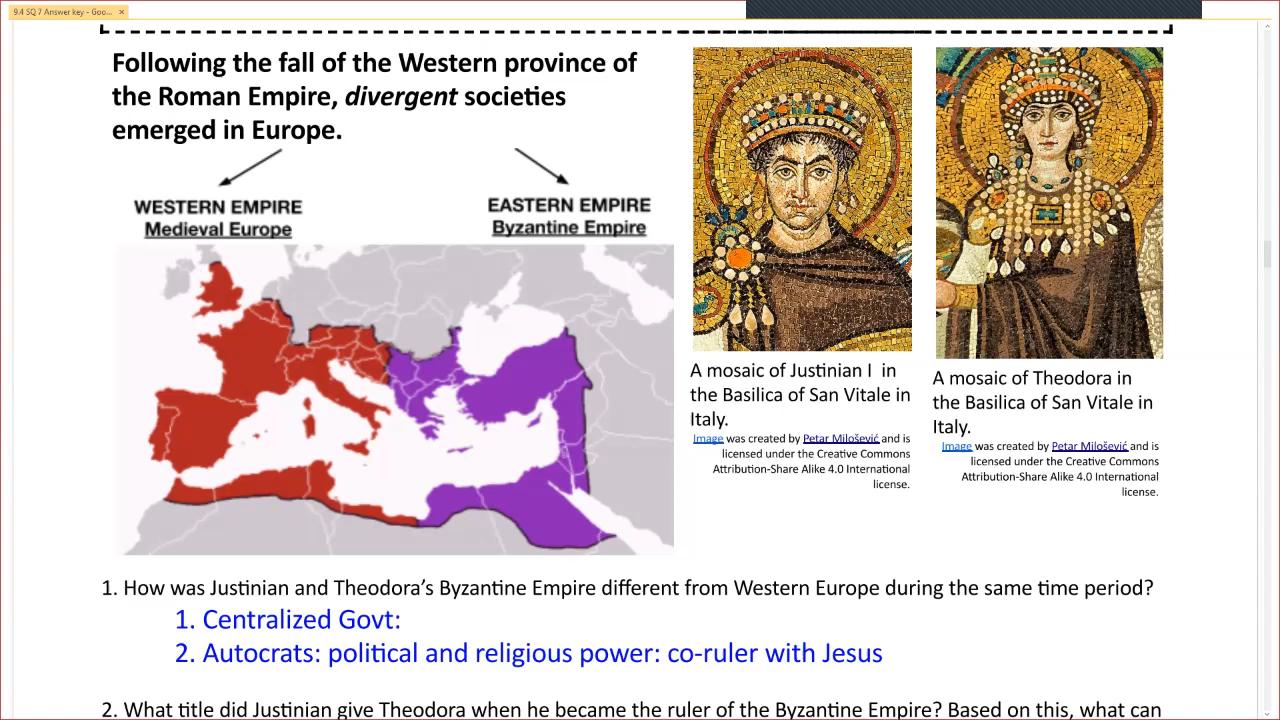 9.4 SQ 7 Answer key - Goo...
Following the fall of the Western province of
the Roman Empire, divergent societies
emerged in Europe.
WESTERN EMPIRE
Medieval Europe
EASTERN EMPIRE
Byzantine Empire
A mosaic of Justinian I in
the Basilica of San Vitale in
Italy.
Image was created by Petar Milošević and is
licensed under the Creative Commons
Attribution-Share Alike 4.0 International
license.
A mosaic of Theodora in
the Basilica of San Vitale in
Italy.
Image was created by Petar Milošević and is
licensed under the Creative Commons
Attribution-Share Alike 4.0 International
license.
1. How was Justinian and Theodora’s Byzantine Empire different from Western Europe during the same time period?
1. Centralized Govt:
2. Autocrats: political and religious power: co-ruler with Jesus
2. What title did Justinian give Theodora when he became the ruler of the Byzantine Empire? Based on this, what can